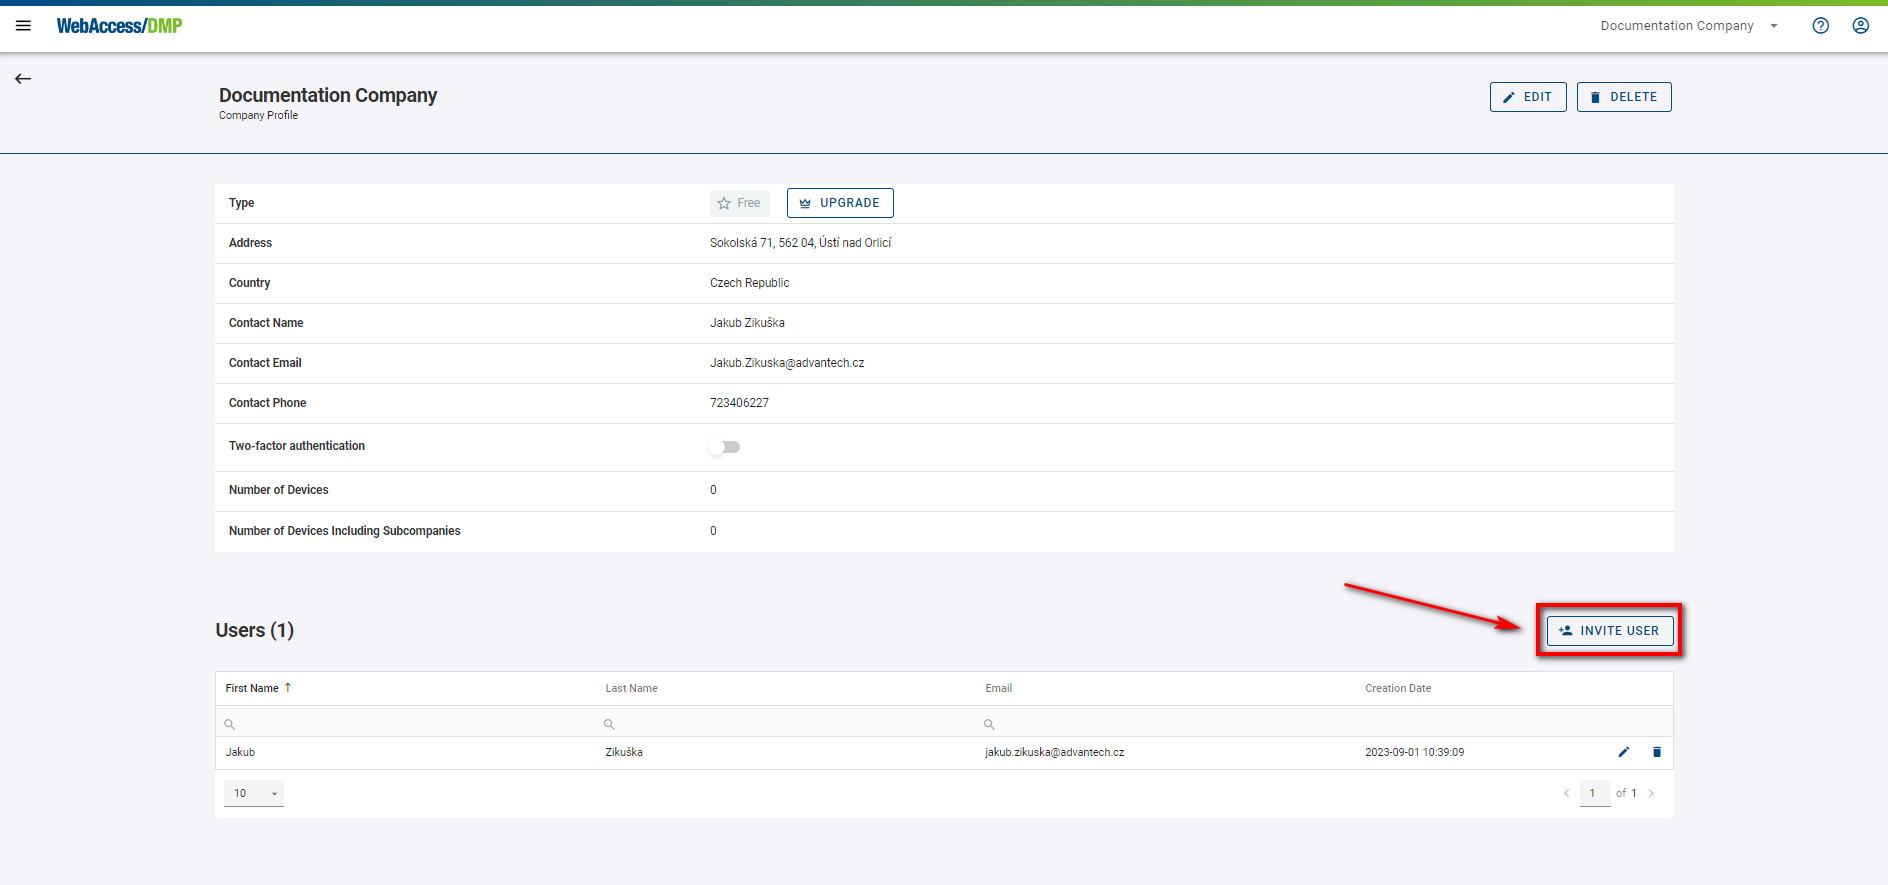 WebAccess/DMP
Documentation Company
Documentation Company
Company Profile
EDIT
DELETE
Type
Free
UPGRADE
Address
Sokolská 71, 562 04, Ústí nad Orlicí
Country
Czech Republic
Contact Name
Jakub Zikuška
Contact Email
Jakub.Zikuska@advantech.cz
Contact Phone
723406227
Two-factor authentication
Number of Devices
0
Number of Devices Including Subcompanies
0
Users (1)
INVITE USER
First Name
Last Name
Email
Creation Date
Jakub
Zikuška
jakub.zikuska@advantech.cz
2023-09-01 10:39:09
10
1 of 1